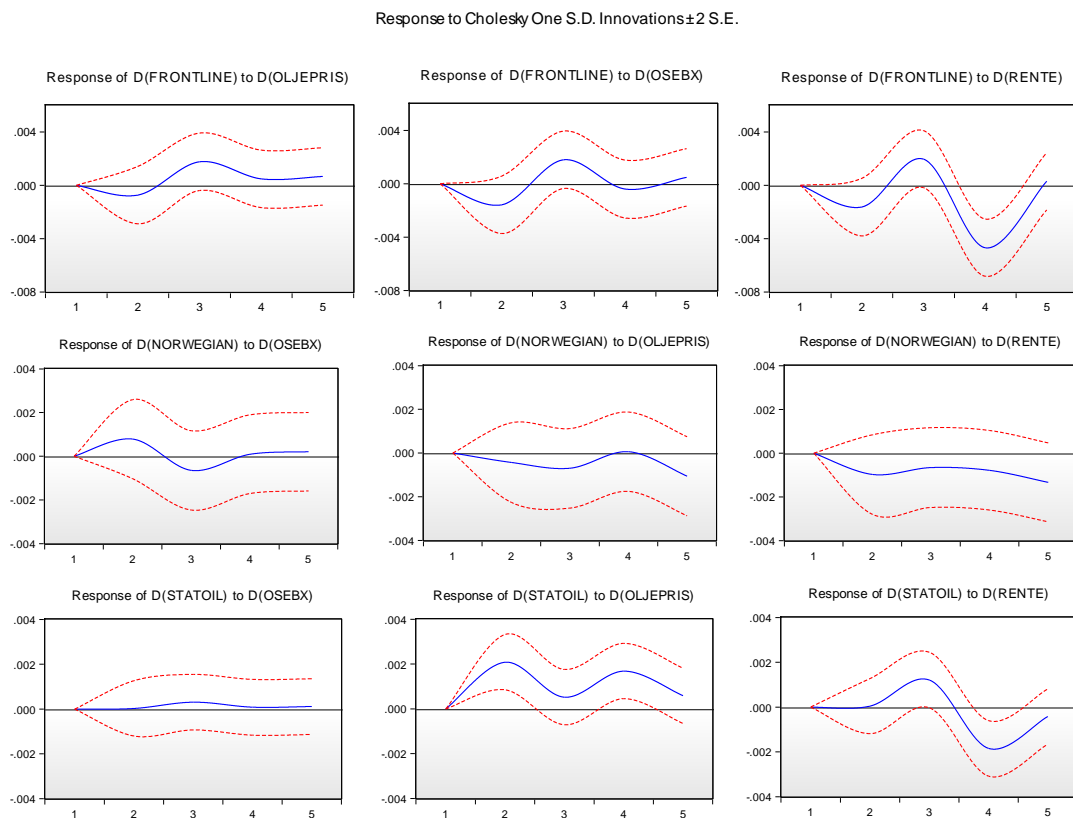 Response to Cholesky One S.D. Innovations ± 2 S.E.
Response of D(FRONTLINE) to D(OLJEPRIS)
.004
.000
-.004
-.008
1 2 3 4 5
Response of D(FRONTLINE) to D(OSEBX)
.004
.000
-.004
-.008
1 2 3 4 5
Response of D(FRONTLINE) to D(RENTE)
.004
.000
-.004
-.008
1 2 3 4 5
Response of D(NORWEGIAN) to D(OSEBX)
.004
.002
.000
-.002
-.004
1 2 3 4 5
Response of D(NORWEGIAN) to D(OLJEPRIS)
.004
.002
.000
-.002
-.004
1 2 3 4 5
Response of D(NORWEGIAN) to D(RENTE)
.004
.002
.000
-.002
-.004
1 2 3 4 5
Response of D(STATOIL) to D(OSEBX)
.004
.002
.000
-.002
-.004
1 2 3 4 5
Response of D(STATOIL) to D(OLJEPRIS)
.004
.002
.000
-.002
-.004
1 2 3 4 5
Response of D(STATOIL) to D(RENTE)
.004
.002
.000
-.002
-.004
1 2 3 4 5